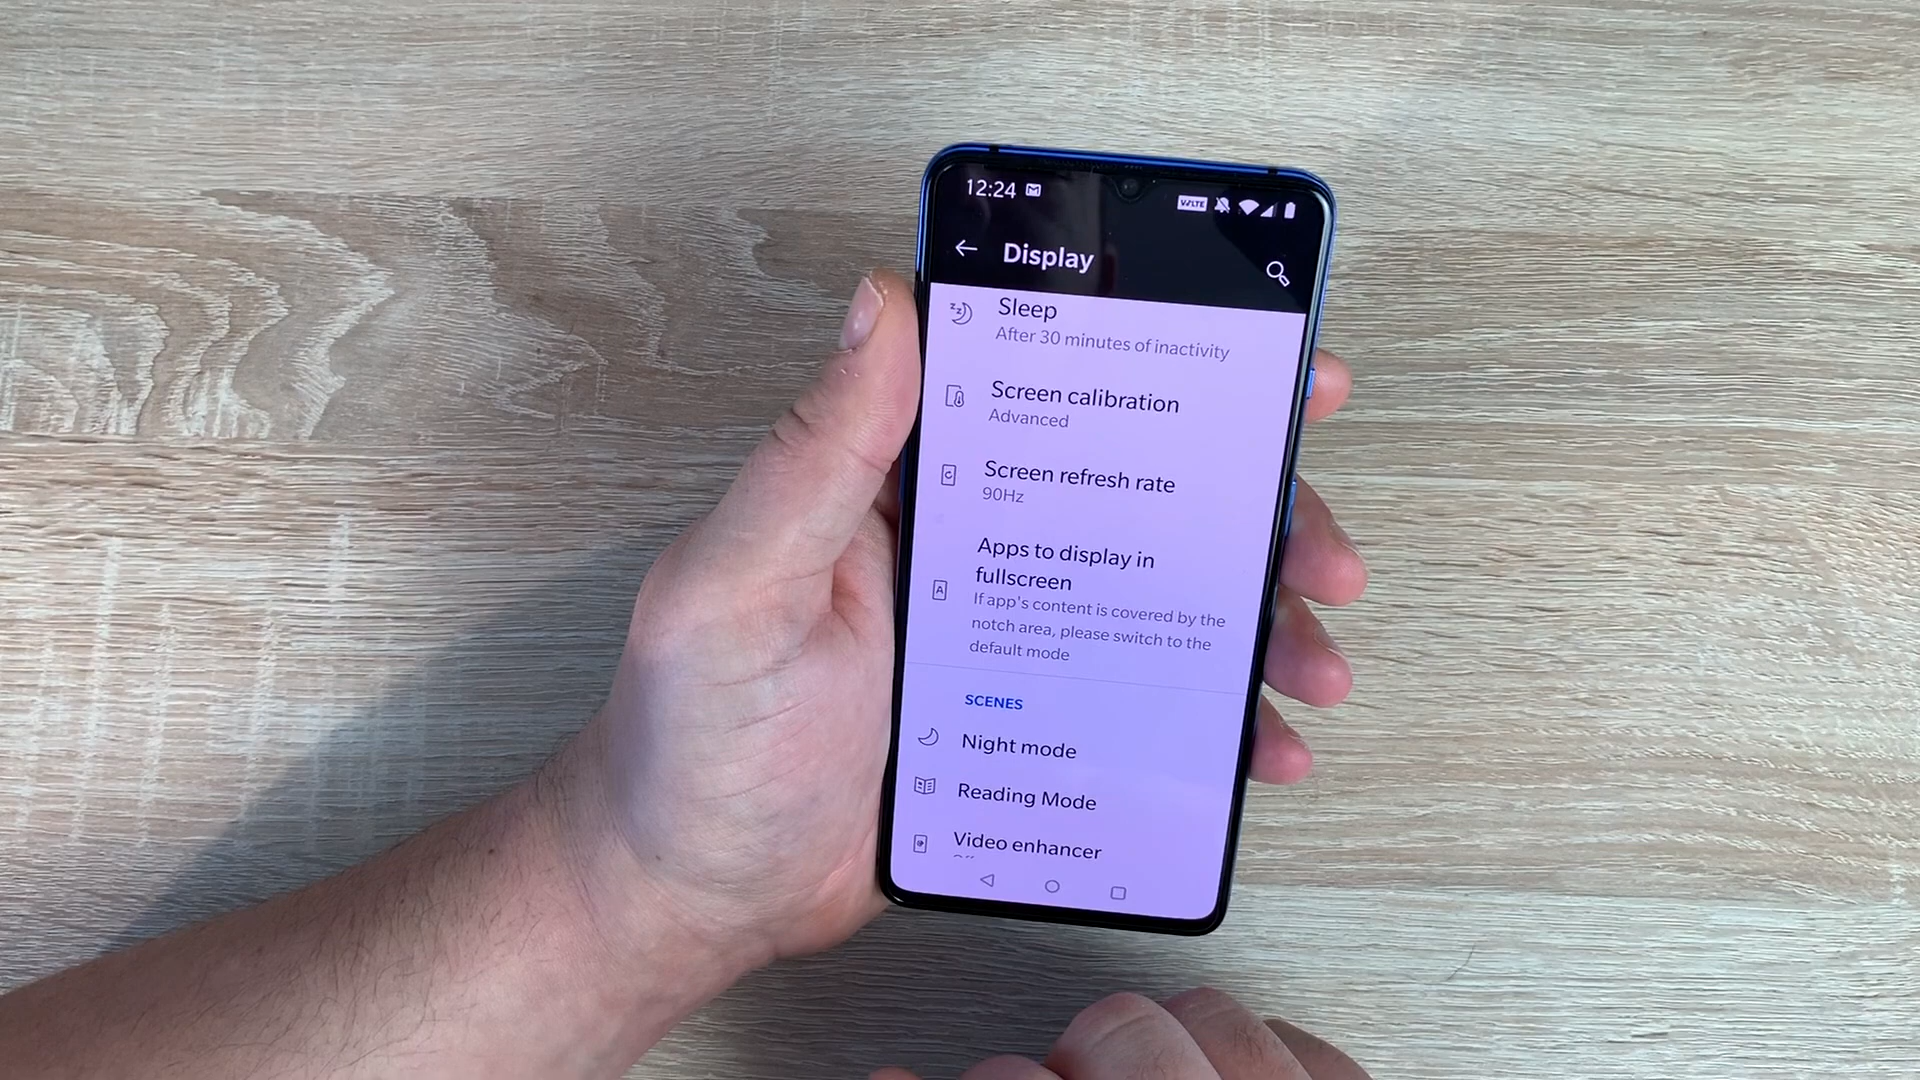 12:24
VoLTE
Display
Sleep
After 30 minutes of inactivity
Screen calibration
Advanced
Screen refresh rate
90Hz
Apps to display in
fullscreen
If app's content is covered by the
notch area, please switch to the
default mode
SCENES
Night mode
Reading Mode
Video enhancer